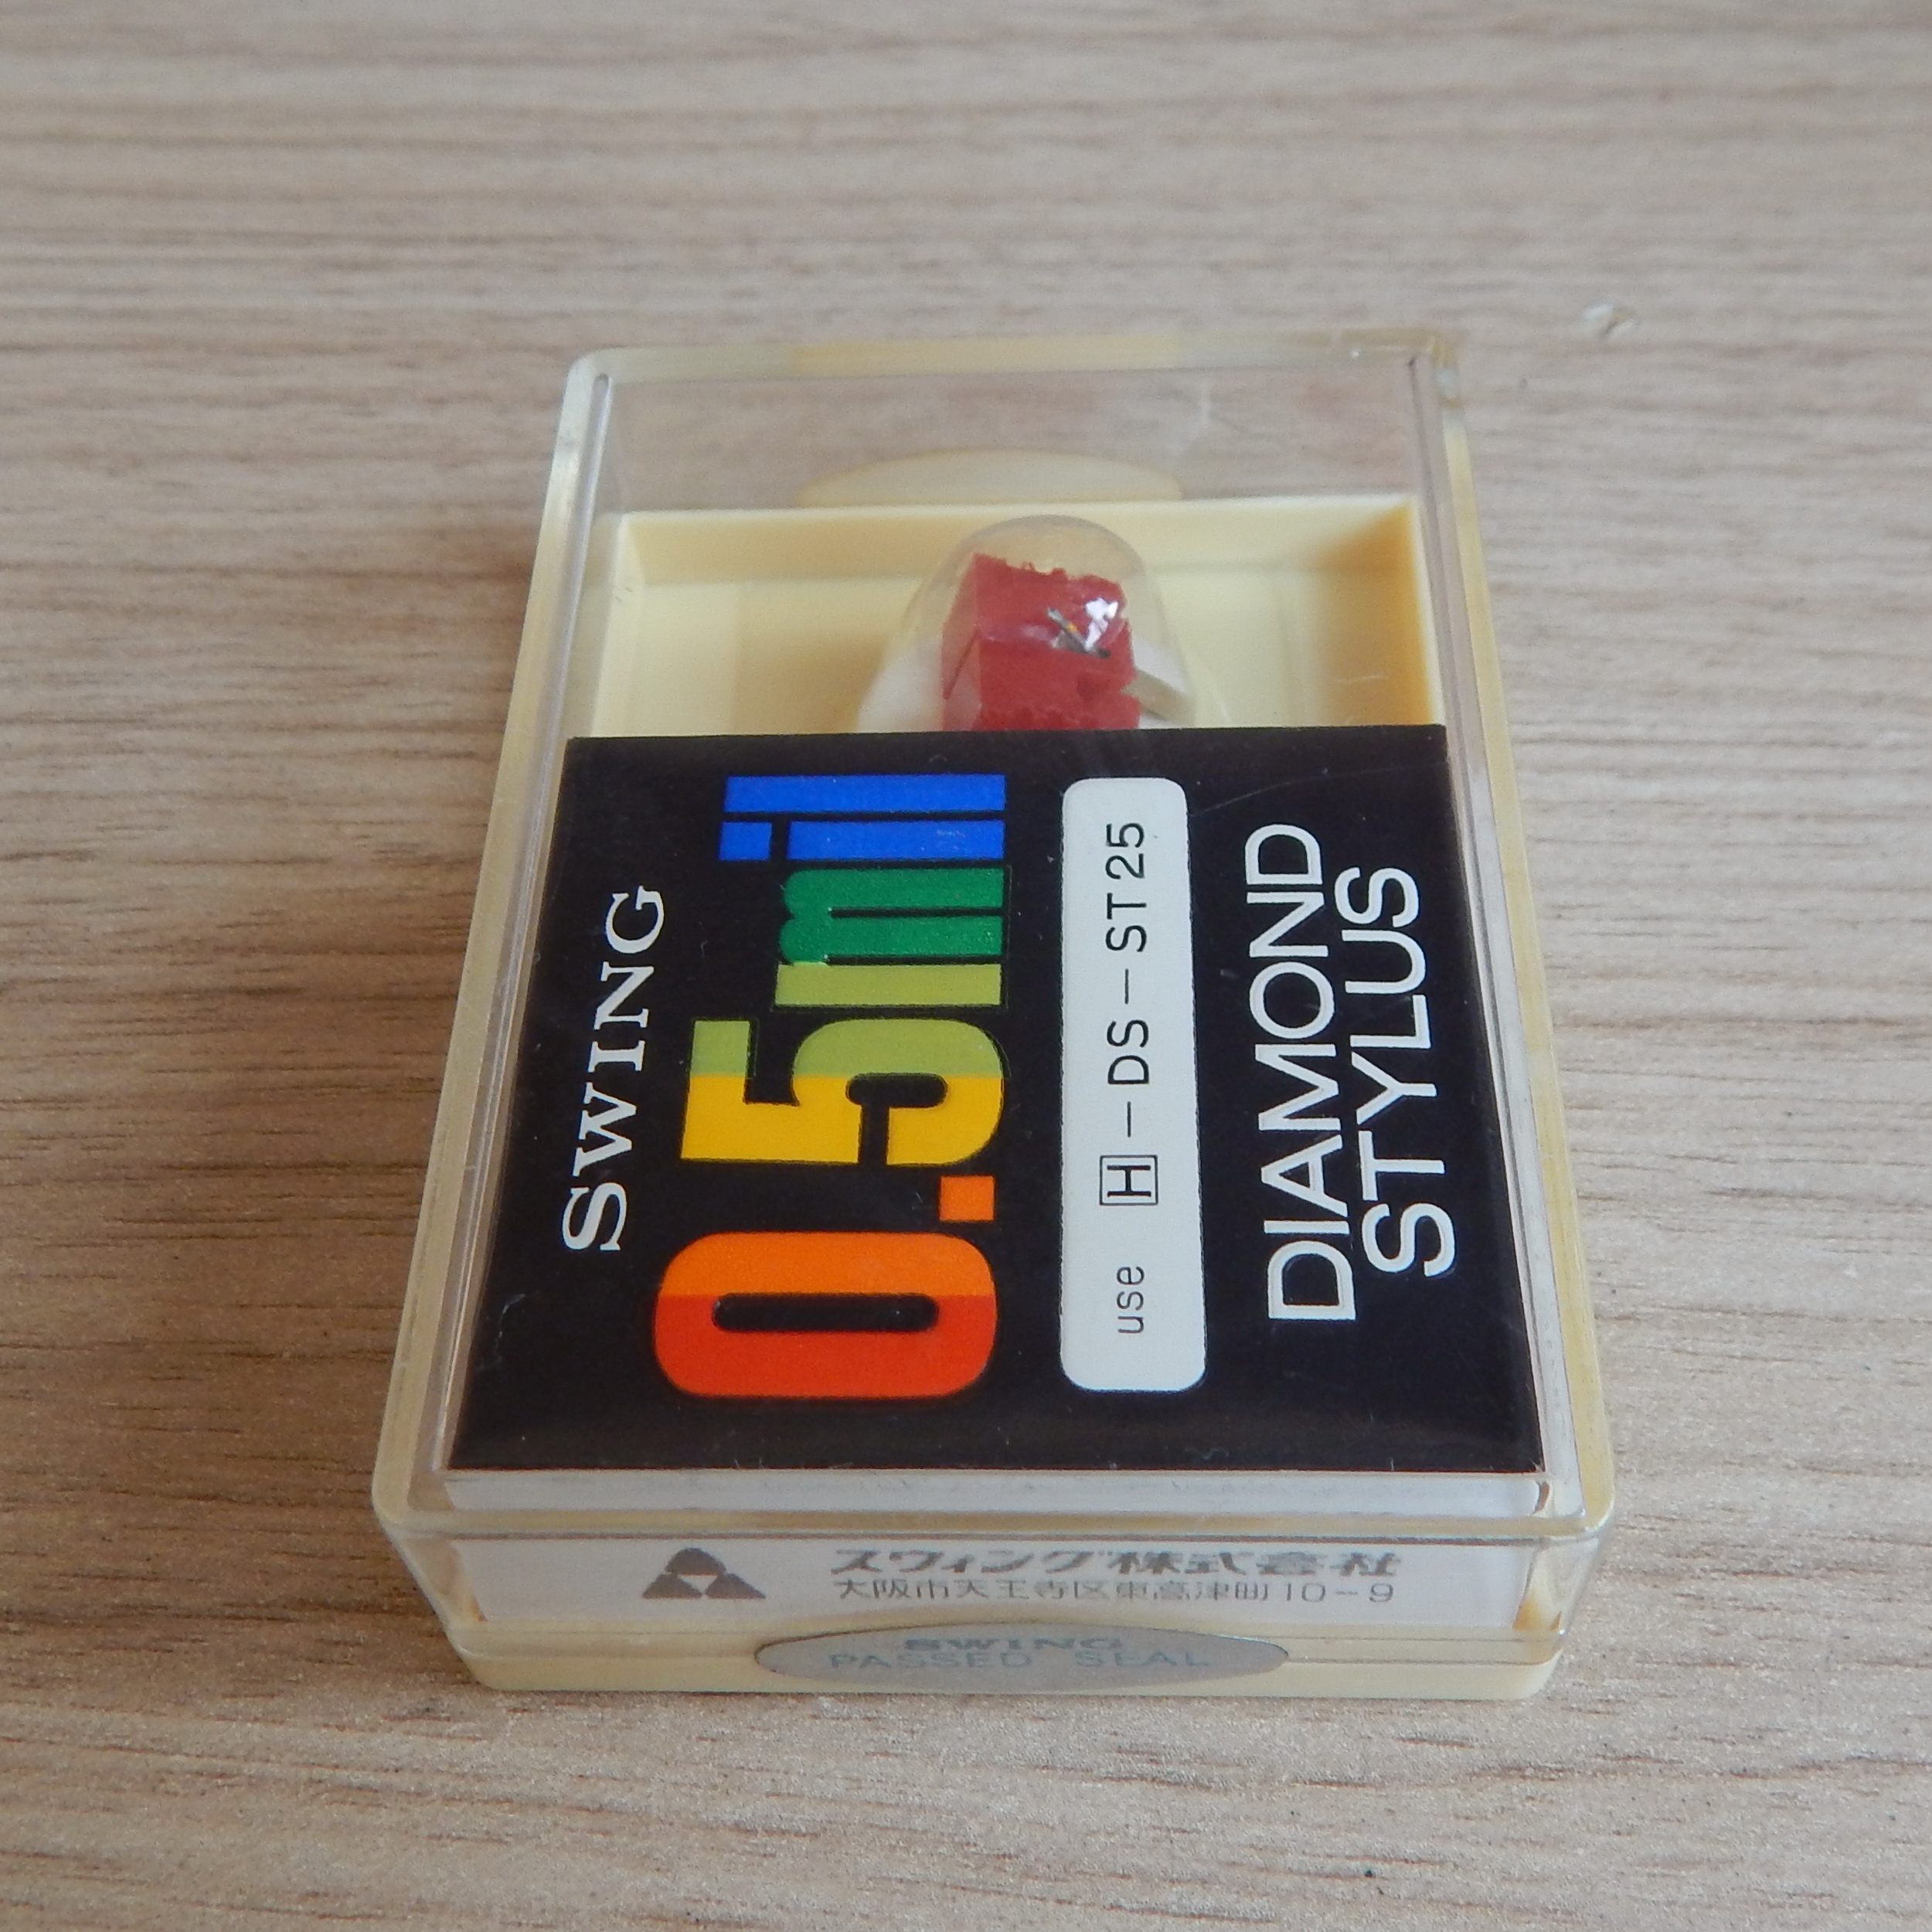 SWING
0.5mil
use H-DS-ST25
DIAMOND
STYLUS
スウィング株式会社
大阪市天王寺区東高津町10-9
SWING
PASSED SEAL